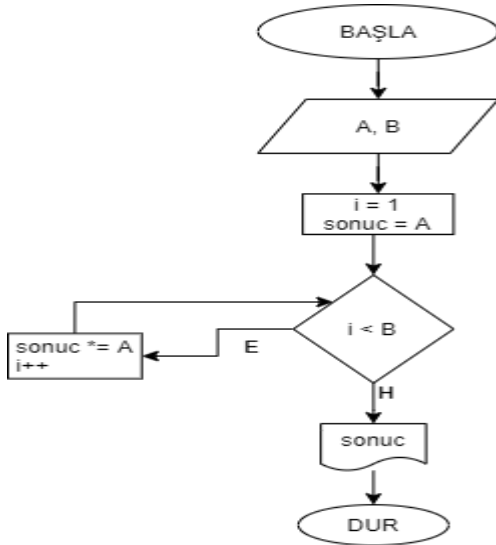 BAŞLA
A, B
i = 1
sonuc = A
i < B
E
sonuc *= A
i++
H
sonuc
DUR